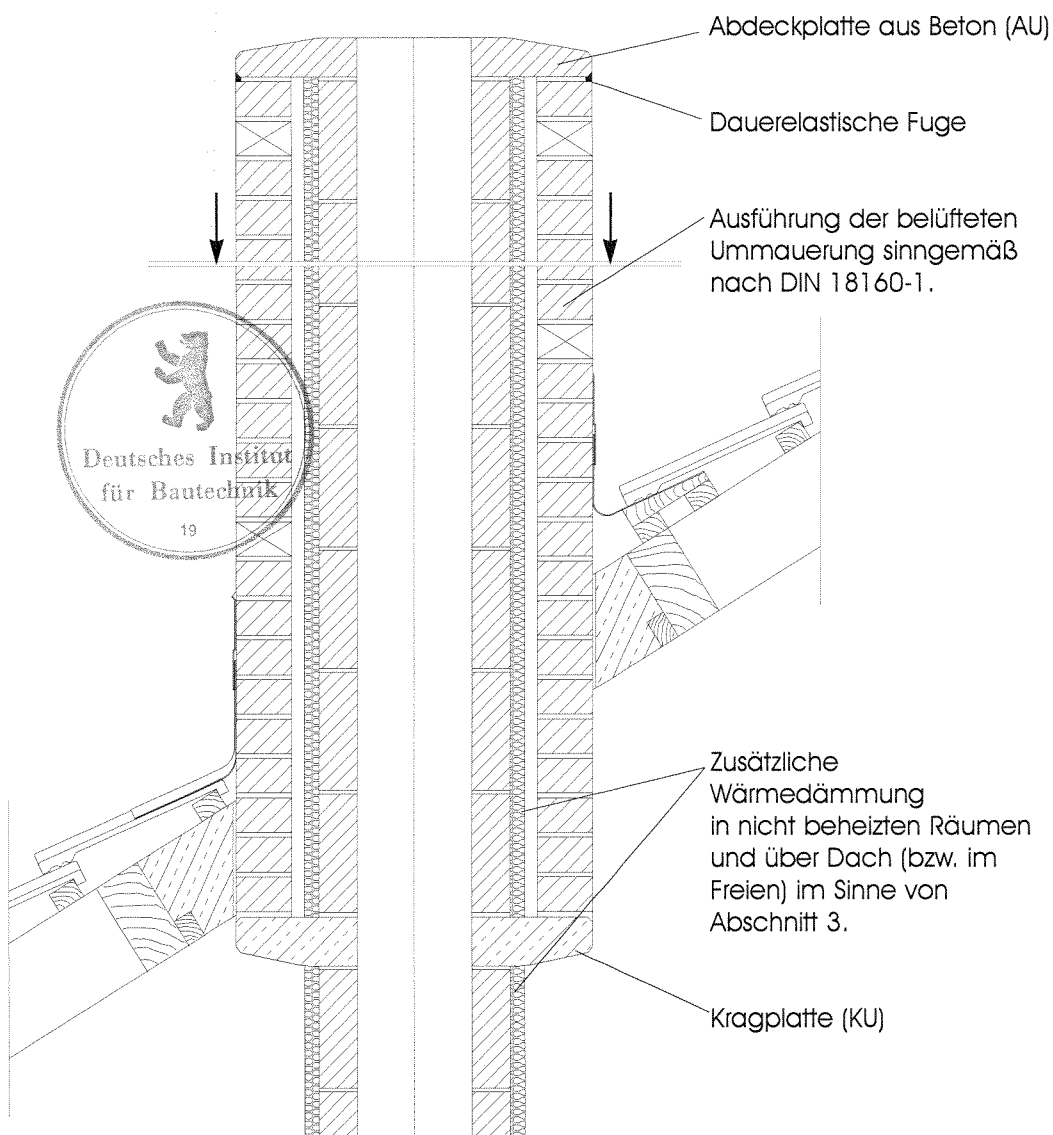 Abdeckplatte aus Beton (AU)
Dauerelastische Fuge
Ausführung der belüfteten
Ummauerung sinngemäß
nach DIN 18160-1.
Deutsches Institut
für Bautechnik
19
Zusätzliche
Wärmedämmung
in nicht beheizten Räumen
und über Dach (bzw. im
Freien) im Sinne von
Abschnitt 3.
Kragplatte (KU)